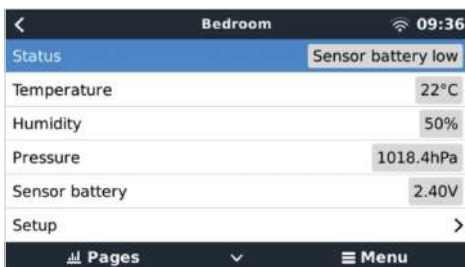 Bedroom 09:36
Status Sensor battery low
Temperature 22°C
Humidity 50%
Pressure 1018.4hPa
Sensor battery 2.40V
Setup
Pages Menu